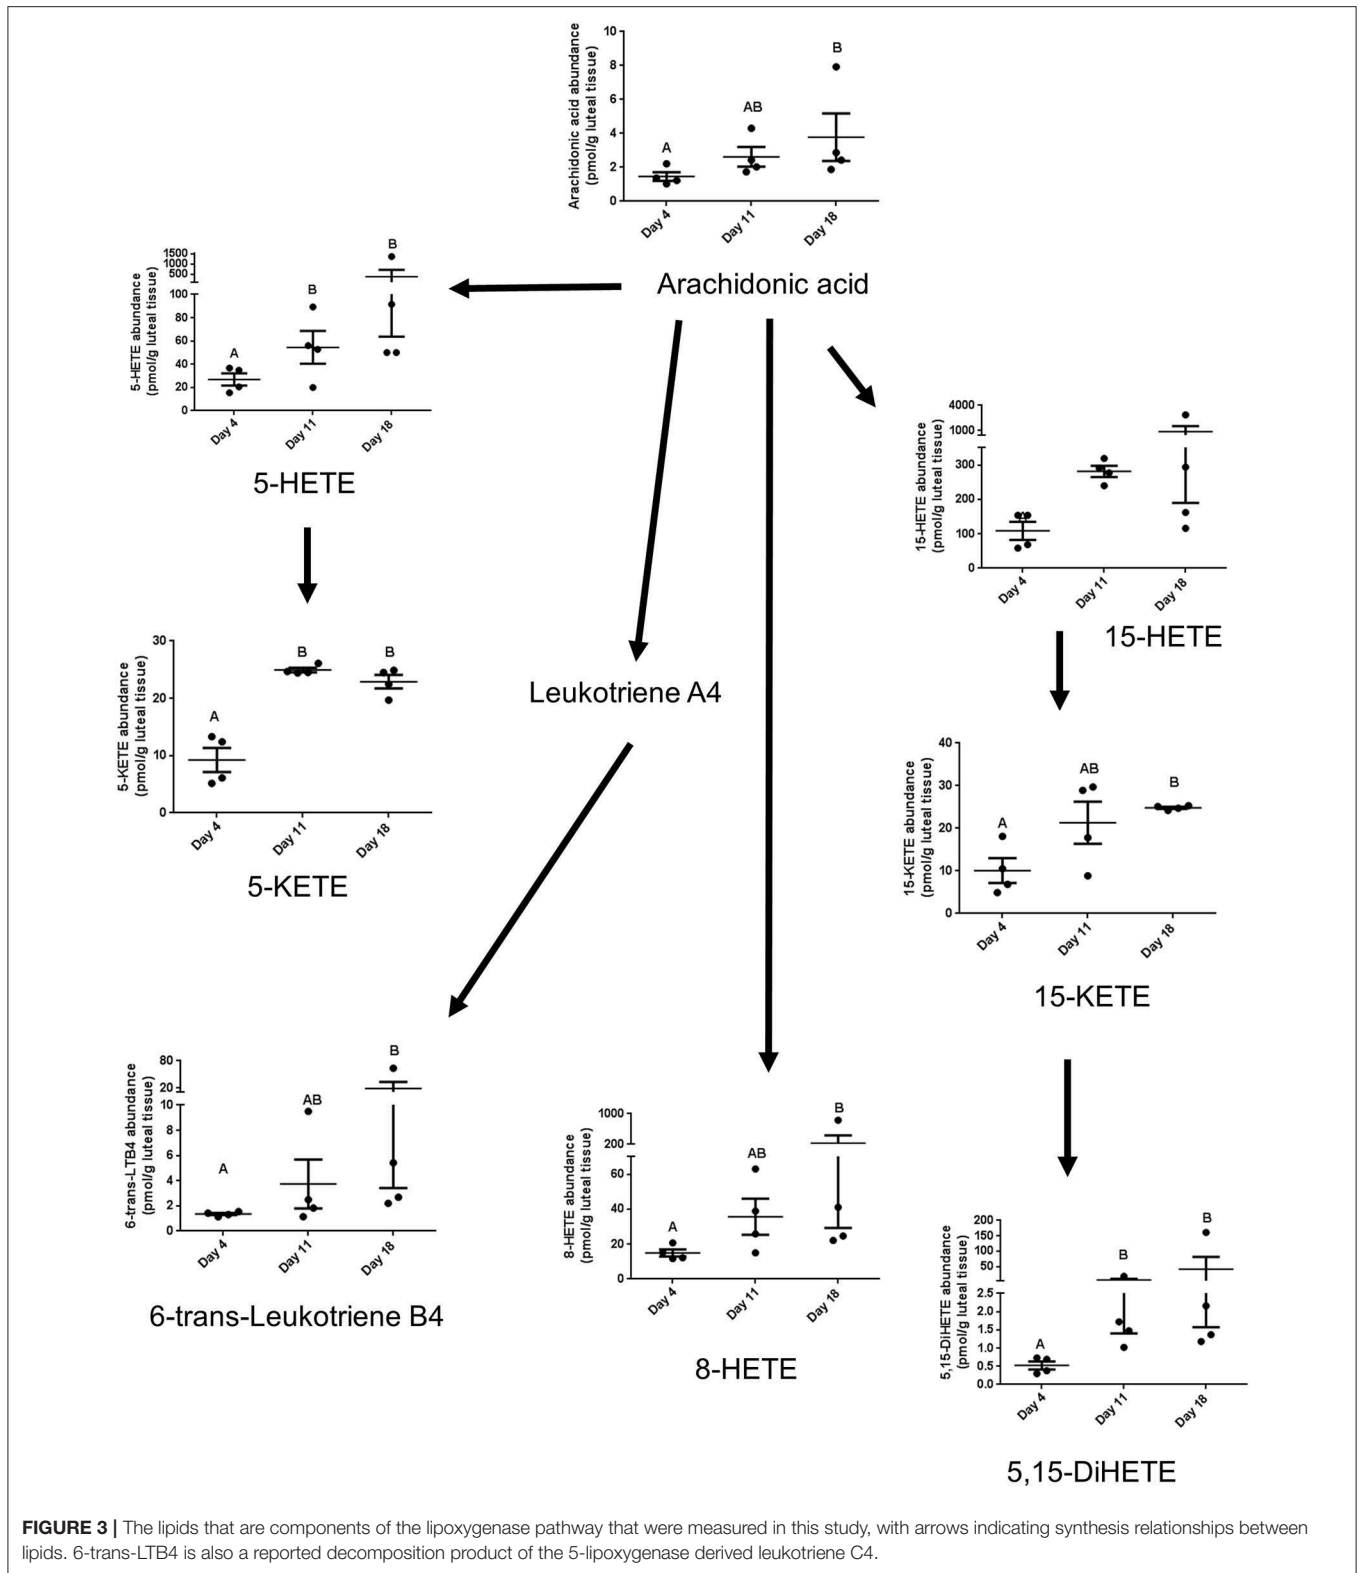 Arachidonic acid abundance
(pmol/g luteal tissue)
10
8
6
4
2
0
A
AB
B
Day 4
Day 11
Day 18
Arachidonic acid
5-HETE abundance
(pmol/g luteal tissue)
1500
1000
500
100
80
60
40
20
0
A
B
B
Day 4
Day 11
Day 18
5-HETE
15-HETE abundance
(pmol/g luteal tissue)
4000
1000
300
200
100
0
A
Day 4
Day 11
Day 18
15-HETE
5-KETE abundance
(pmol/g luteal tissue)
30
20
10
0
A
B
B
Day 4
Day 11
Day 18
5-KETE
Leukotriene A4
15-KETE abundance
(pmol/g luteal tissue)
40
30
20
10
0
A
AB
B
Day 4
Day 11
Day 18
15-KETE
6-trans-LTB4 abundance
(pmol/g luteal tissue)
80
20
10
8
6
4
2
0
A
AB
B
Day 4
Day 11
Day 18
6-trans-Leukotriene B4
8-HETE abundance
(pmol/g luteal tissue)
1000
200
60
40
20
0
A
AB
B
Day 4
Day 11
Day 18
8-HETE
5,15-DiHETE abundance
(pmol/g luteal tissue)
200
150
100
50
2.5
2.0
1.5
1.0
0.5
0.0
A
B
B
Day 4
Day 11
Day 18
5,15-DiHETE
FIGURE 3 | The lipids that are components of the lipoxygenase pathway that were measured in this study, with arrows indicating synthesis relationships between
lipids. 6-trans-LTB4 is also a reported decomposition product of the 5-lipoxygenase derived leukotriene C4.